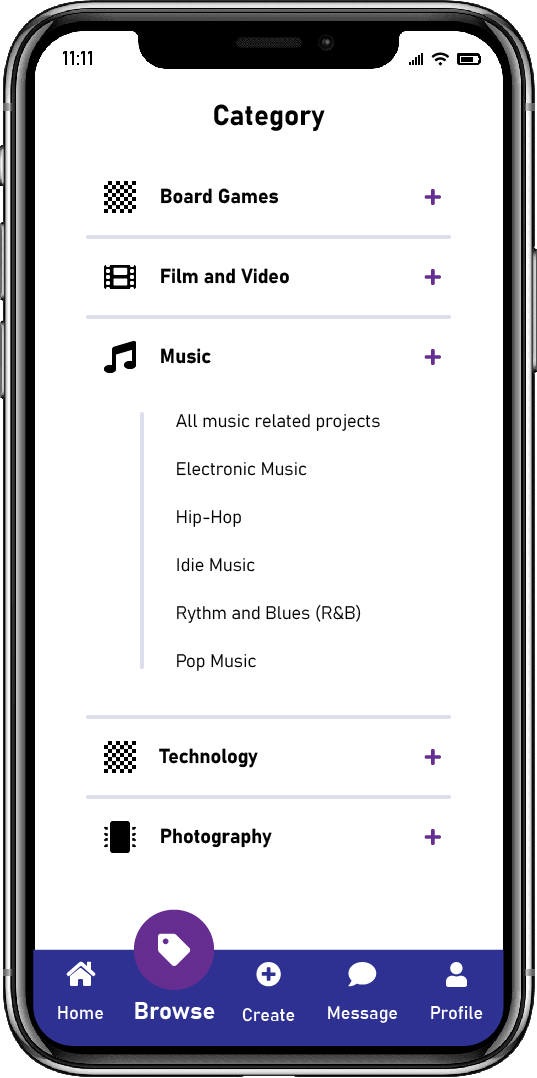 11:11
Category
Board Games
Film and Video
Music
All music related projects
Electronic Music
Hip-Hop
Idie Music
Rythm and Blues (R&B)
Pop Music
Technology
Photography
Home
Browse
Create
Message
Profile